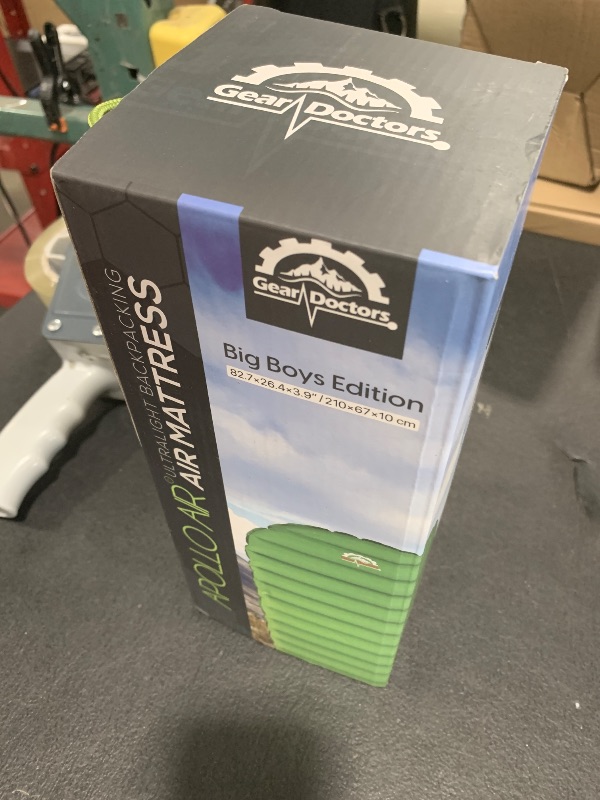 Gear Doctors
Gear Doctors
Big Boys Edition
82.7×26.4×3.9"/210×67×10 cm
APOLLO AIR
ULTRALIGHT BACKPACKING
AIR MATTRESS